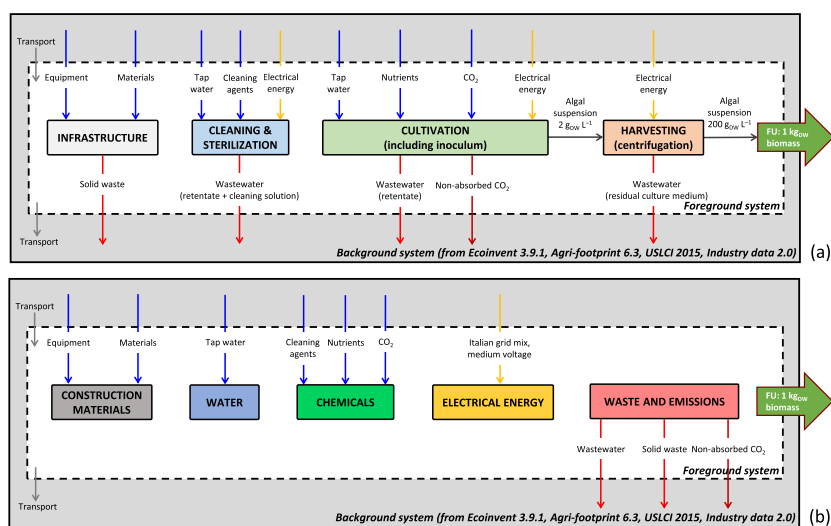 Transport
Equipment
Materials
Tap
water
Cleaning
agents
Electrical
energy
Tap
water
Nutrients
CO₂
Electrical
energy
Electrical
energy
INFRASTRUCTURE
CLEANING &
STERILIZATION
CULTIVATION
(including inoculum)
Algal
suspension
2 g_DW L⁻¹
HARVESTING
(centrifugation)
Algal
suspension
200 g_DW L⁻¹
FU: 1 kg_DW
biomass
Solid waste
Wastewater
(retentate + cleaning solution)
Wastewater
(retentate)
Non-absorbed CO₂
Wastewater
(residual culture medium)
Foreground system
Transport
Background system (from Ecoinvent 3.9.1, Agri-footprint 6.3, USLCI 2015, Industry data 2.0)
(a)
Transport
Equipment
Materials
Tap water
Cleaning
agents
Nutrients
CO₂
Italian grid mix,
medium voltage
CONSTRUCTION
MATERIALS
WATER
CHEMICALS
ELECTRICAL ENERGY
WASTE AND EMISSIONS
FU: 1 kg_DW
biomass
Wastewater
Solid waste
Non-absorbed CO₂
Foreground system
Transport
Background system (from Ecoinvent 3.9.1, Agri-footprint 6.3, USLCI 2015, Industry data 2.0)
(b)